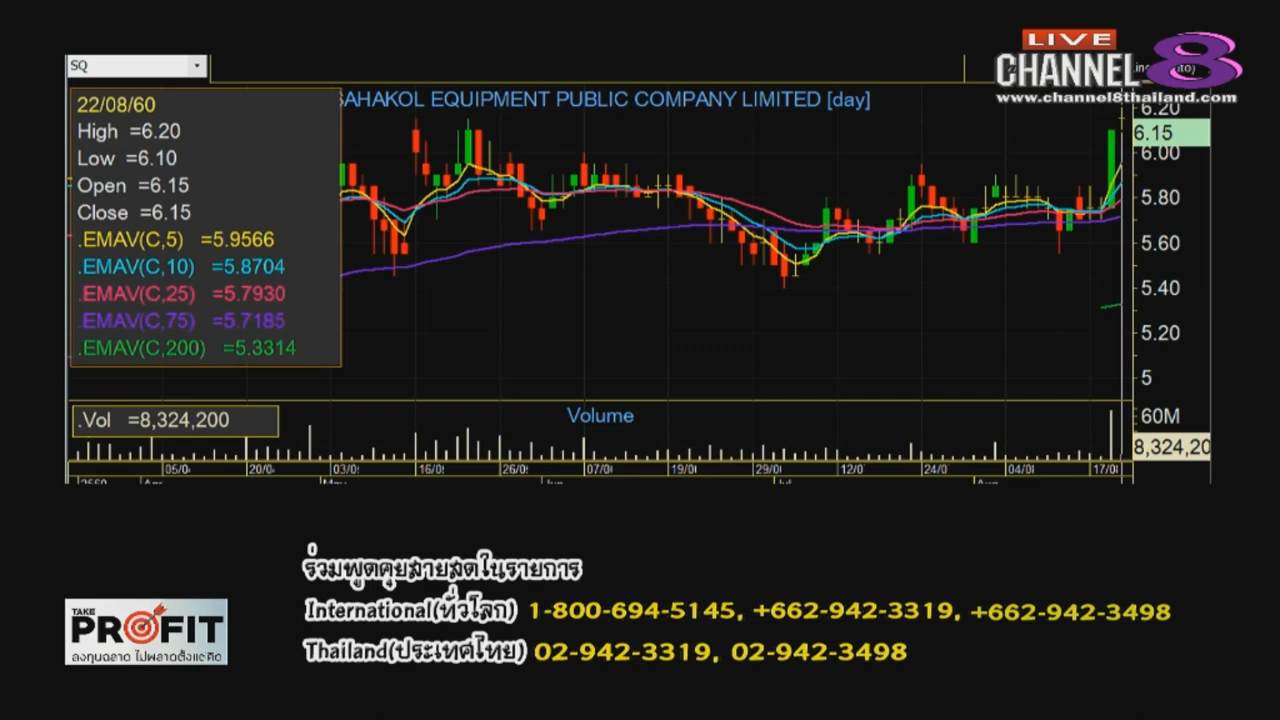 SQ
LIVE
CHANNEL 8
www.channel8thailand.com
22/08/60
High =6.20
Low =6.10
Open =6.15
Close =6.15
.EMAV(C,5) =5.9566
.EMAV(C,10) =5.8704
.EMAV(C,25) =5.7930
.EMAV(C,75) =5.7185
.EMAV(C,200) =5.3314
SAHAKOL EQUIPMENT PUBLIC COMPANY LIMITED [day]
6.20
6.15
6.00
5.80
5.60
5.40
5.20
5
.Vol =8,324,200
Volume
60M
8,324,20
05/0 20/0 03/0 16/0 26/0 07/0 19/0 29/0 12/0 24/0 04/0 17/0
2560 Apr May Jun Jul Aug
ร่วมพูดคุยสายสดในรายการ
International(ทั่วโลก) 1-800-694-5145, +662-942-3319, +662-942-3498
Thailand(ประเทศไทย) 02-942-3319, 02-942-3498
TAKE
PROFIT
ลงทุนฉลาด ไม่พลาดตั้งแต่คิด